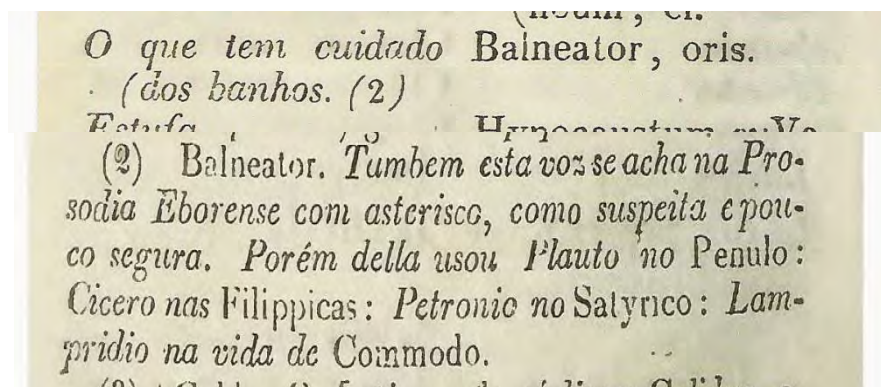 O que tem cuidado Balneator, oris.
(dos banhos. (2)
(2) Balneator. Tambem esta voz se acha na Pro-
sodia Eborense com asterisco, como suspeita e pou-
co segura. Porém della usou Plauto no Penulo:
Cicero nas Filippicas: Petronio no Satyrico: Lam-
pridio na vida de Commodo.